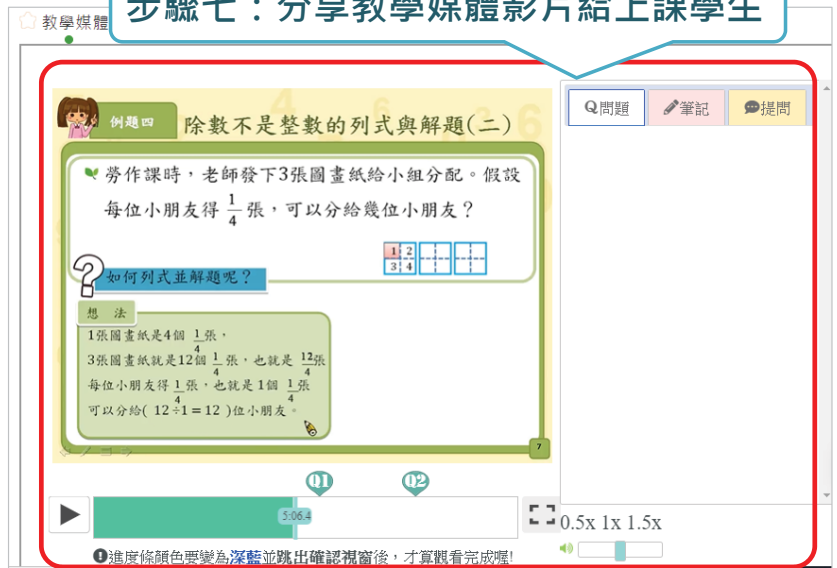 步驟七：分享教學媒體影片給上課學生
教學媒體
例題四 除數不是整數的列式與解題(二)
勞作課時，老師發下3張圖畫紙給小組分配。假設
每位小朋友得 1/4 張，可以分給幾位小朋友？
1 2
3 4
? 如何列式並解題呢？
想 法
1張圖畫紙是4個 1/4 張，
3張圖畫紙就是12個 1/4 張，也就是 12/4 張
每位小朋友得 1/4 張，也就是1個 1/4 張
可以分給( 12÷1=12 )位小朋友。
7
Q問題 筆記 提問
Q1 Q2
5:06.4
0.5x 1x 1.5x
進度條顏色要變為深藍並跳出確認視窗後，才算觀看完成喔!